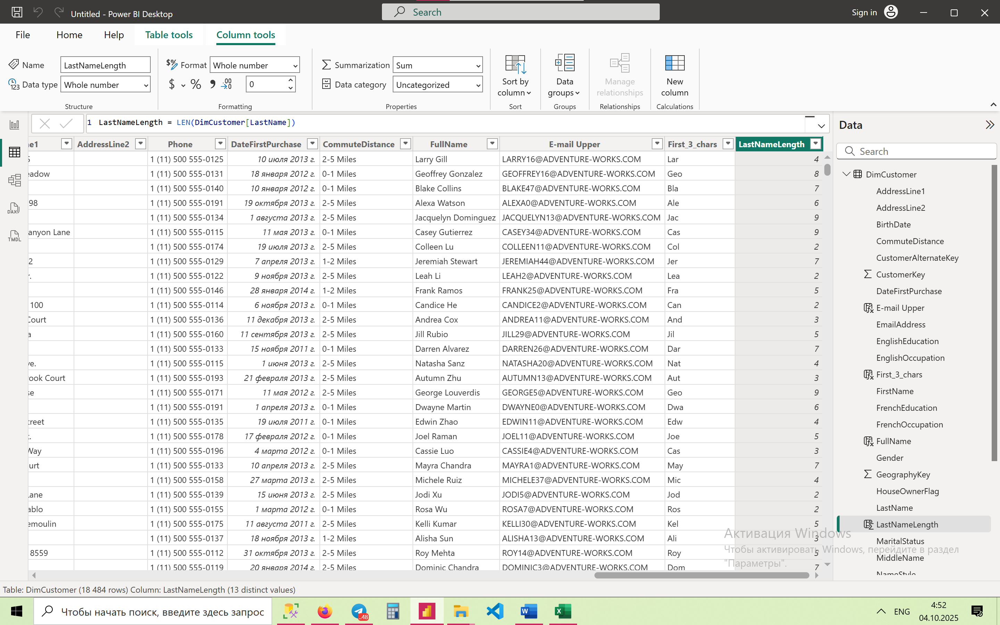 Untitled - Power BI Desktop
Search
Sign in
File Home Help Table tools Column tools
Name LastNameLength $% Format Whole number Summarization Sum
Data type Whole number $ % 0 Data category Uncategorized
Sort by column Data groups Manage relationships New column
Structure Formatting Properties Sort Groups Relationships Calculations
1 LastNameLength = LEN(DimCustomer[LastName])
Data
e1 AddressLine2 Phone DateFirstPurchase CommuteDistance FullName E-mail Upper First_3_chars LastNameLength
5 1 (11) 500 555-0125 10 июля 2013 г. 2-5 Miles Larry Gill LARRY16@ADVENTURE-WORKS.COM Lar 4
eadow 1 (11) 500 555-0131 18 января 2012 г. 0-1 Miles Geoffrey Gonzalez GEOFFREY16@ADVENTURE-WORKS.COM Geo 8
1 (11) 500 555-0140 10 января 2012 г. 0-1 Miles Blake Collins BLAKE47@ADVENTURE-WORKS.COM Bla 7
98 1 (11) 500 555-0191 19 октября 2013 г. 2-5 Miles Alexa Watson ALEXA0@ADVENTURE-WORKS.COM Ale 6
1 (11) 500 555-0134 1 августа 2013 г. 2-5 Miles Jacquelyn Dominguez JACQUELYN13@ADVENTURE-WORKS.COM Jac 9
anyon Lane 1 (11) 500 555-0115 11 мая 2013 г. 0-1 Miles Casey Gutierrez CASEY34@ADVENTURE-WORKS.COM Cas 9
1 (11) 500 555-0174 19 июля 2013 г. 2-5 Miles Colleen Lu COLLEEN11@ADVENTURE-WORKS.COM Col 2
2 1 (11) 500 555-0129 7 апреля 2013 г. 1-2 Miles Jeremiah Stewart JEREMIAH44@ADVENTURE-WORKS.COM Jer 7
r. 1 (11) 500 555-0122 9 ноября 2013 г. 2-5 Miles Leah Li LEAH2@ADVENTURE-WORKS.COM Lea 2
1 (11) 500 555-0146 28 января 2014 г. 1-2 Miles Frank Ramos FRANK25@ADVENTURE-WORKS.COM Fra 5
100 1 (11) 500 555-0114 6 ноября 2013 г. 0-1 Miles Candice He CANDICE2@ADVENTURE-WORKS.COM Can 2
Court 1 (11) 500 555-0136 11 декабря 2013 г. 2-5 Miles Andrea Cox ANDREA11@ADVENTURE-WORKS.COM And 3
a 1 (11) 500 555-0160 11 сентября 2013 г. 2-5 Miles Jill Rubio JILL29@ADVENTURE-WORKS.COM Jil 5
1 (11) 500 555-0133 15 ноября 2011 г. 0-1 Miles Darren Alvarez DARREN26@ADVENTURE-WORKS.COM Dar 7
ve. 1 (11) 500 555-0115 1 июня 2013 г. 2-5 Miles Natasha Sanz NATASHA20@ADVENTURE-WORKS.COM Nat 4
rook Court 1 (11) 500 555-0193 21 февраля 2013 г. 2-5 Miles Autumn Zhu AUTUMN13@ADVENTURE-WORKS.COM Aut 3
se 1 (11) 500 555-0171 11 мая 2012 г. 2-5 Miles George Louverdis GEORGE5@ADVENTURE-WORKS.COM Geo 9
1 (11) 500 555-0191 1 апреля 2013 г. 0-1 Miles Dwayne Martin DWAYNE0@ADVENTURE-WORKS.COM Dwa 6
treet 1 (11) 500 555-0135 19 июля 2011 г. 0-1 Miles Edwin Zhao EDWIN11@ADVENTURE-WORKS.COM Edw 4
t. 1 (11) 500 555-0178 17 февраля 2012 г. 0-1 Miles Joel Raman JOEL11@ADVENTURE-WORKS.COM Joe 5
Way 1 (11) 500 555-0196 4 марта 2012 г. 0-1 Miles Cassie Luo CASSIE4@ADVENTURE-WORKS.COM Cas 3
urt 1 (11) 500 555-0133 10 апреля 2013 г. 2-5 Miles Mayra Chandra MAYRA1@ADVENTURE-WORKS.COM May 7
1 (11) 500 555-0158 27 марта 2013 г. 2-5 Miles Michele Ruiz MICHELE37@ADVENTURE-WORKS.COM Mic 4
Lane 1 (11) 500 555-0139 15 июня 2013 г. 2-5 Miles Jodi Xu JODI5@ADVENTURE-WORKS.COM Jod 2
ablo 1 (11) 500 555-0155 1 марта 2012 г. 0-1 Miles Rosa Wu ROSA7@ADVENTURE-WORKS.COM Ros 2
emoulin 1 (11) 500 555-0175 11 августа 2011 г. 2-5 Miles Kelli Kumar KELLI30@ADVENTURE-WORKS.COM Kel 5
1 (11) 500 555-0137 18 ноября 2013 г. 1-2 Miles Alisha Sun ALISHA13@ADVENTURE-WORKS.COM Ali 3
8559 1 (11) 500 555-0112 31 октября 2013 г. 2-5 Miles Roy Mehta ROY14@ADVENTURE-WORKS.COM Roy 5
1 (11) 500 555-0119 20 января 2014 г. 2-5 Miles Dominic Chandra DOMINIC3@ADVENTURE-WORKS.COM Dom 7
Search
DimCustomer
AddressLine1
AddressLine2
BirthDate
CommuteDistance
CustomerAlternateKey
CustomerKey
DateFirstPurchase
E-mail Upper
EmailAddress
EnglishEducation
EnglishOccupation
First_3_chars
FirstName
FrenchEducation
FrenchOccupation
FullName
Gender
GeographyKey
HouseOwnerFlag
LastName
LastNameLength
MaritalStatus
MiddleName
NameStyle
DAX
TMDL
Активация Windows
Чтобы активировать Windows, перейдите в раздел
"Параметры".
Table: DimCustomer (18 484 rows) Column: LastNameLength (13 distinct values)
Чтобы начать поиск, введите здесь запрос
..48
ENG
4:52
04.10.2025